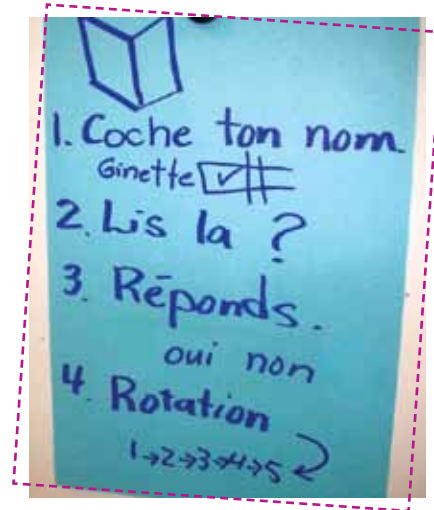 1. Coche ton nom.
Ginette
2. Lis la ?
3. Réponds.
oui non
4. Rotation
1→2→3→4→5